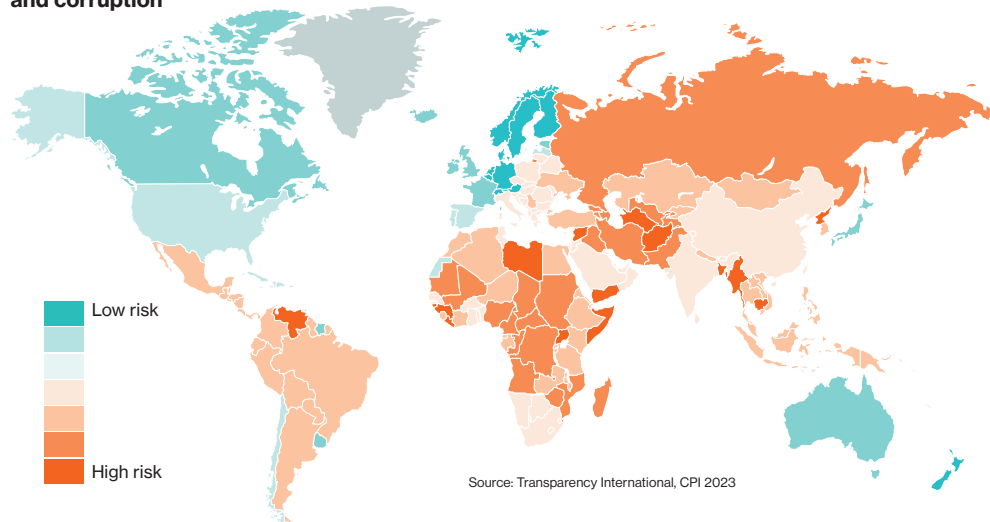 and corruption
Low risk
High risk
Source: Transparency International, CPI 2023